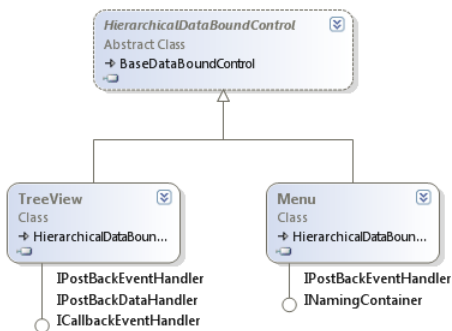 HierarchicalDataBoundControl
Abstract Class
BaseDataBoundControl
TreeView
Class
HierarchicalDataBoun...
IPostBackEventHandler
IPostBackDataHandler
ICallbackEventHandler
Menu
Class
HierarchicalDataBoun...
IPostBackEventHandler
INamingContainer